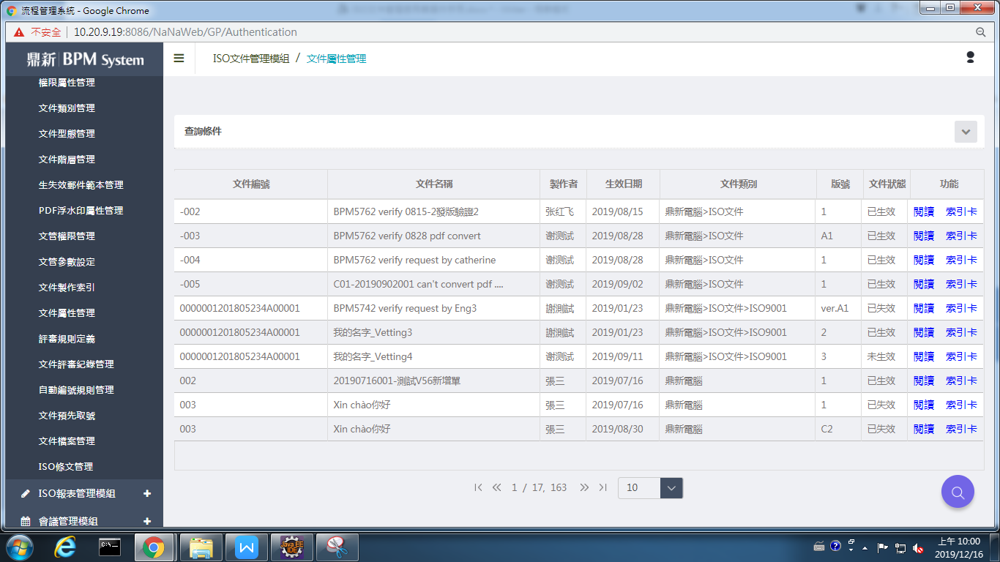 流程管理系統 - Google Chrome
不安全 | 10.20.9.19:8086/NaNaWeb/GP/Authentication
鼎新 BPM System
ISO文件管理模組 / 文件屬性管理
權限屬性管理
文件類別管理
文件型態管理
文件階層管理
生失效郵件範本管理
PDF浮水印屬性管理
文管權限管理
文管參數設定
文件製作索引
文件屬性管理
評審規則定義
文件評審紀錄管理
自動編號規則管理
文件預先取號
文件檔案管理
ISO條文管理
ISO報表管理模組
會議管理模組
查詢條件
文件編號 文件名稱 製作者 生效日期 文件類別 版號 文件狀態 功能
-002 BPM5762 verify 0815-2發版驗證2 张红飞 2019/08/15 鼎新電腦>ISO文件 1 已生效 閱讀 索引卡
-003 BPM5762 verify 0828 pdf convert 谢测试 2019/08/28 鼎新電腦>ISO文件 A1 已生效 閱讀 索引卡
-004 BPM5762 verify request by catherine 谢测试 2019/08/28 鼎新電腦>ISO文件 1 已生效 閱讀 索引卡
-005 C01-20190902001 can't convert pdf .... 谢测试 2019/09/02 鼎新電腦>ISO文件 1 已生效 閱讀 索引卡
0000001201805234A00001 BPM5742 verify request by Eng3 謝測試 2019/01/23 鼎新電腦>ISO文件>ISO9001 ver.A1 已失效 閱讀 索引卡
0000001201805234A00001 我的名字_Vetting3 謝測試 2019/01/23 鼎新電腦>ISO文件>ISO9001 2 已生效 閱讀 索引卡
0000001201805234A00001 我的名字_Vetting4 谢测试 2019/09/11 鼎新電腦>ISO文件>ISO9001 3 未生效 閱讀 索引卡
002 20190716001-測試V56新增單 張三 2019/07/16 鼎新電腦 1 已生效 閱讀 索引卡
003 Xin chào你好 張三 2019/07/16 鼎新電腦 1 已失效 閱讀 索引卡
003 Xin chào你好 張三 2019/08/30 鼎新電腦 C2 已失效 閱讀 索引卡
1 / 17, 163
10
Java EE
IDE
上午 10:00
2019/12/16